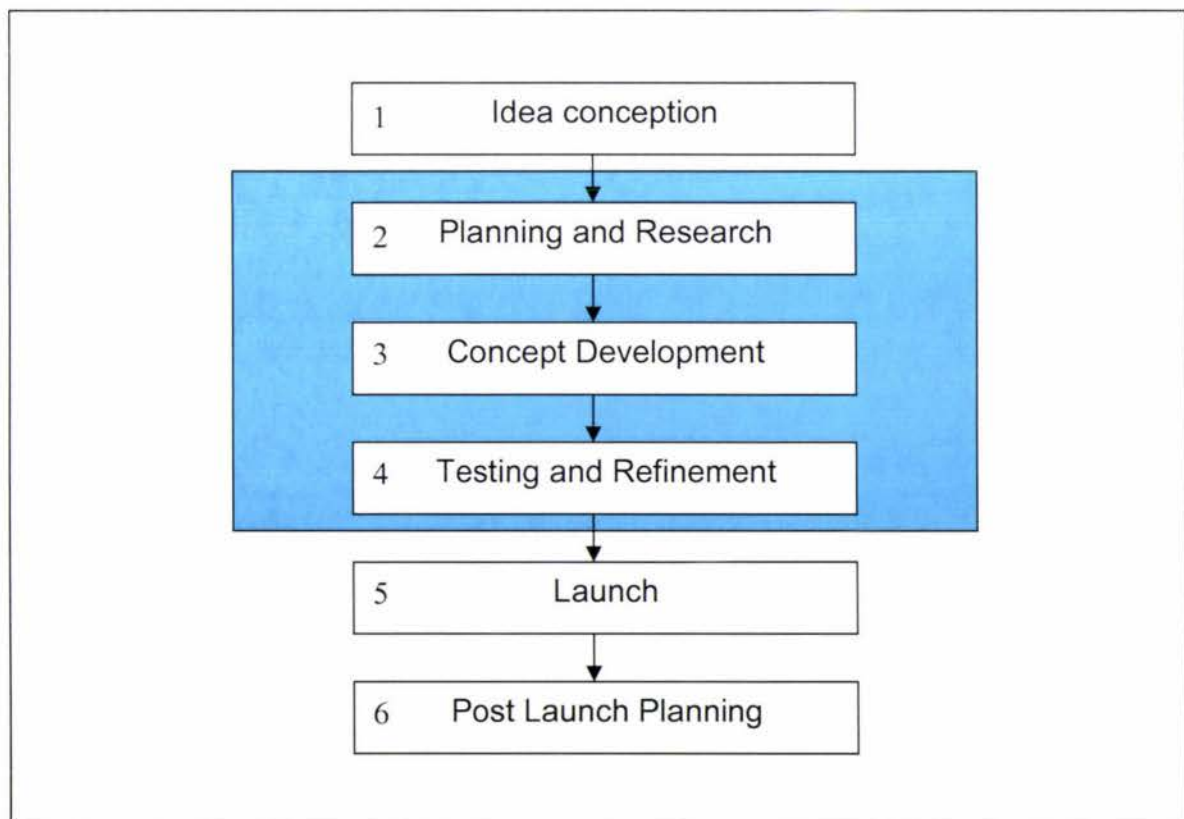 1 Idea conception
2 Planning and Research
3 Concept Development
4 Testing and Refinement
5 Launch
6 Post Launch Planning